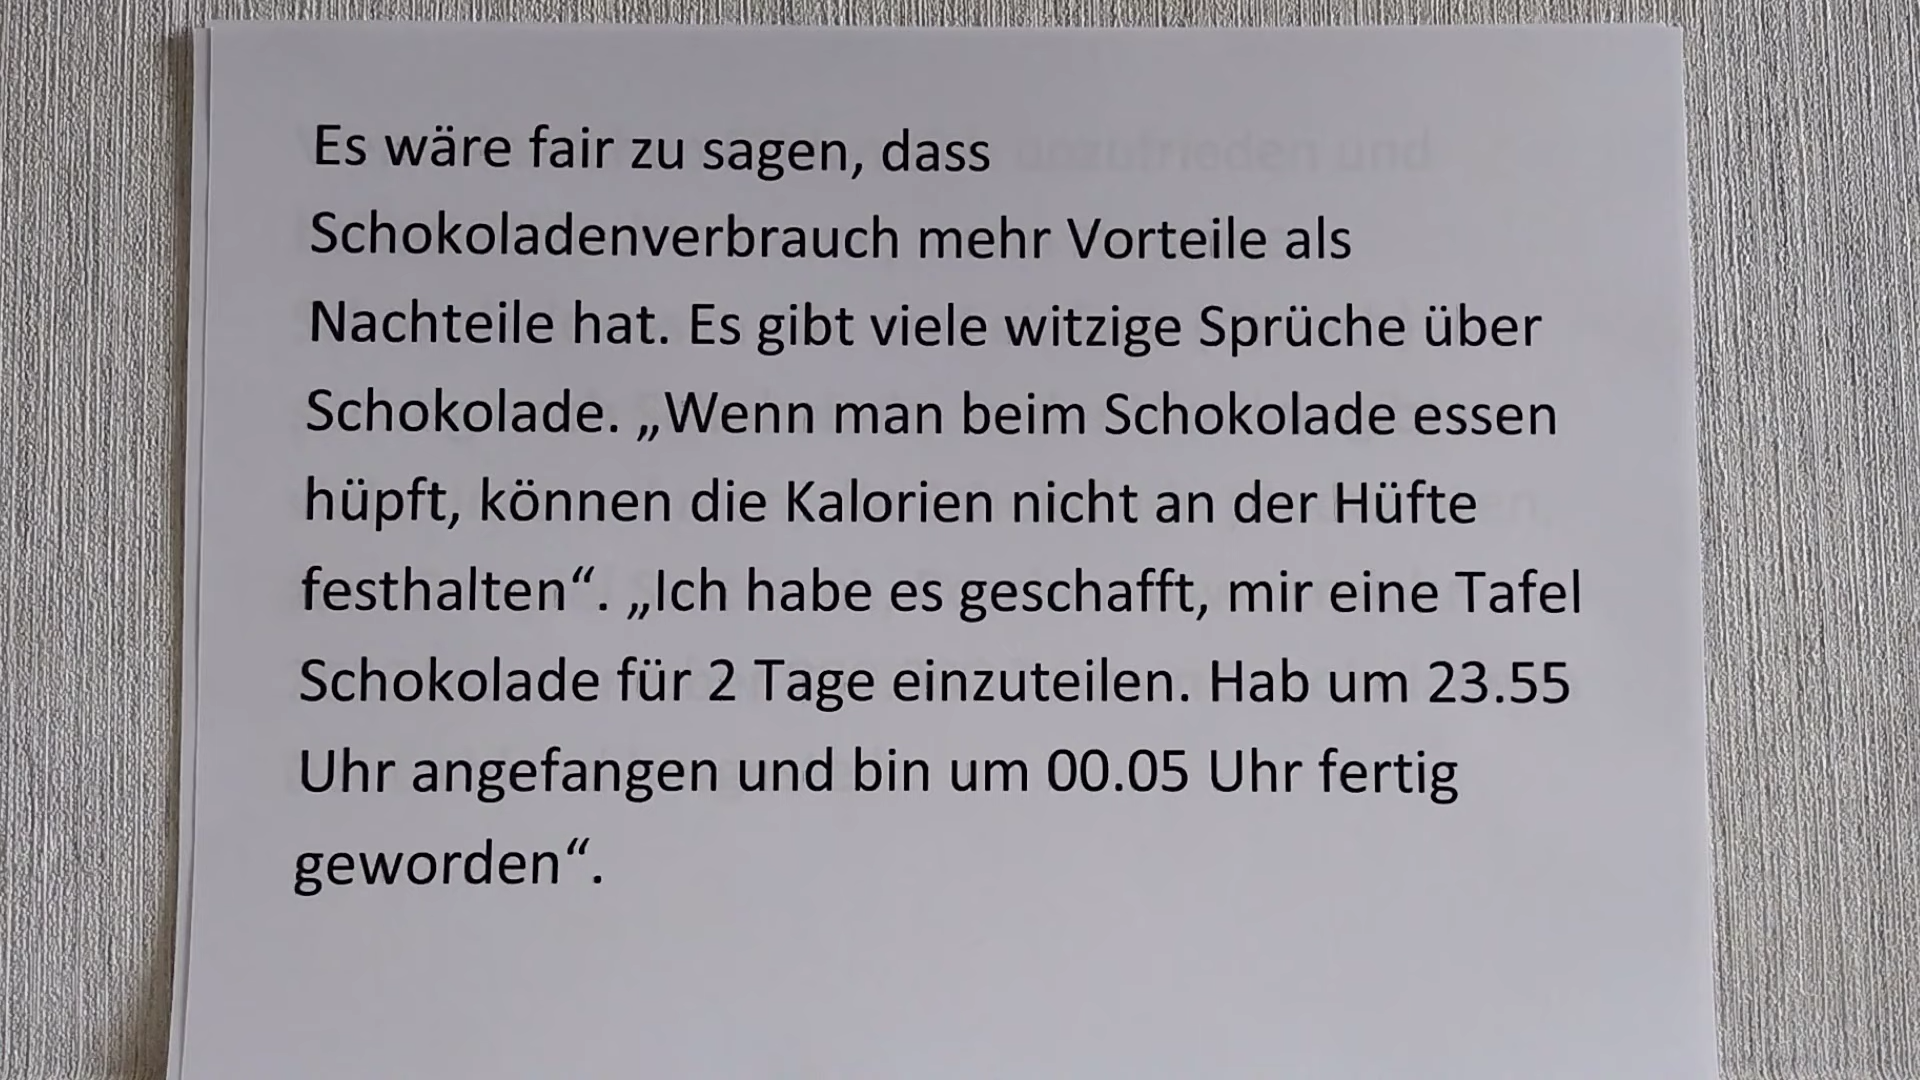 Es wäre fair zu sagen, dass
Schokoladenverbrauch mehr Vorteile als
Nachteile hat. Es gibt viele witzige Sprüche über
Schokolade. „Wenn man beim Schokolade essen
hüpft, können die Kalorien nicht an der Hüfte
festhalten“. „Ich habe es geschafft, mir eine Tafel
Schokolade für 2 Tage einzuteilen. Hab um 23.55
Uhr angefangen und bin um 00.05 Uhr fertig
geworden“.